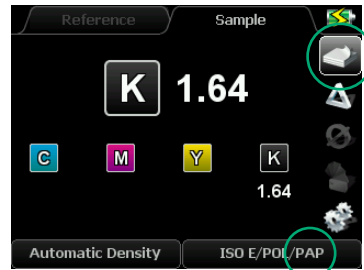 Reference Sample
K 1.64
C M Y K
1.64
Automatic Density ISO E/POL/PAP